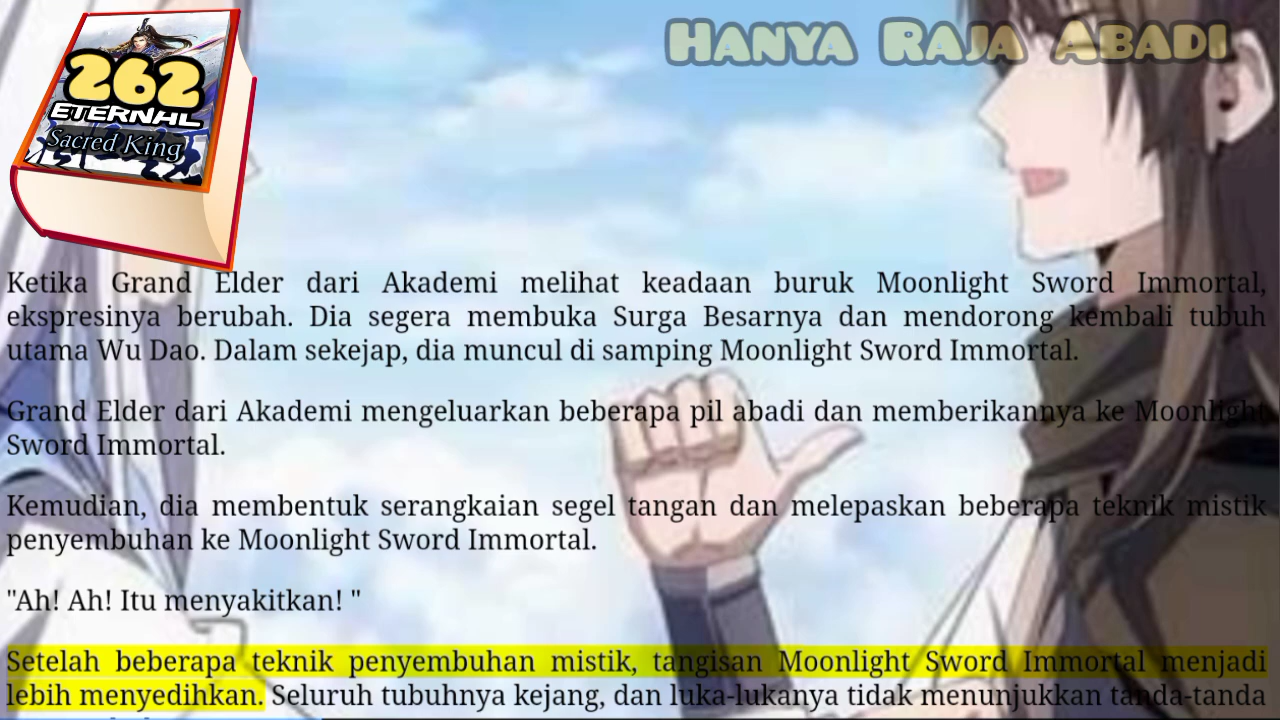 Hanya Raja Abadi
262
ETERNAL
Sacred King
Ketika Grand Elder dari Akademi melihat keadaan buruk Moonlight Sword Immortal,
ekspresinya berubah. Dia segera membuka Surga Besarnya dan mendorong kembali tubuh
utama Wu Dao. Dalam sekejap, dia muncul di samping Moonlight Sword Immortal.
Grand Elder dari Akademi mengeluarkan beberapa pil abadi dan memberikannya ke Moonlight
Sword Immortal.
Kemudian, dia membentuk serangkaian segel tangan dan melepaskan beberapa teknik mistik
penyembuhan ke Moonlight Sword Immortal.
"Ah! Ah! Itu menyakitkan! "
Setelah beberapa teknik penyembuhan mistik, tangisan Moonlight Sword Immortal menjadi
lebih menyedihkan. Seluruh tubuhnya kejang, dan luka-lukanya tidak menunjukkan tanda-tanda